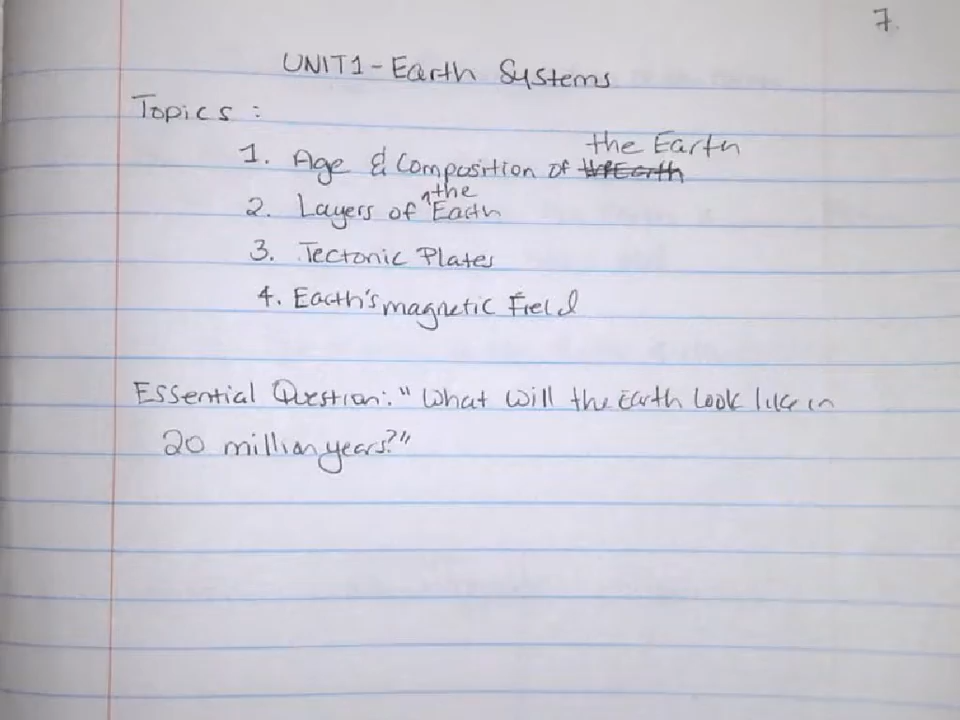 7.
UNIT1 - Earth Systems
Topics :
the Earth
1. Age & Composition of
the
2. Layers of ^ Earth
3. Tectonic Plates
4. Earth's magnetic Field
Essential Question: "What will the Earth look like in
20 million years?"